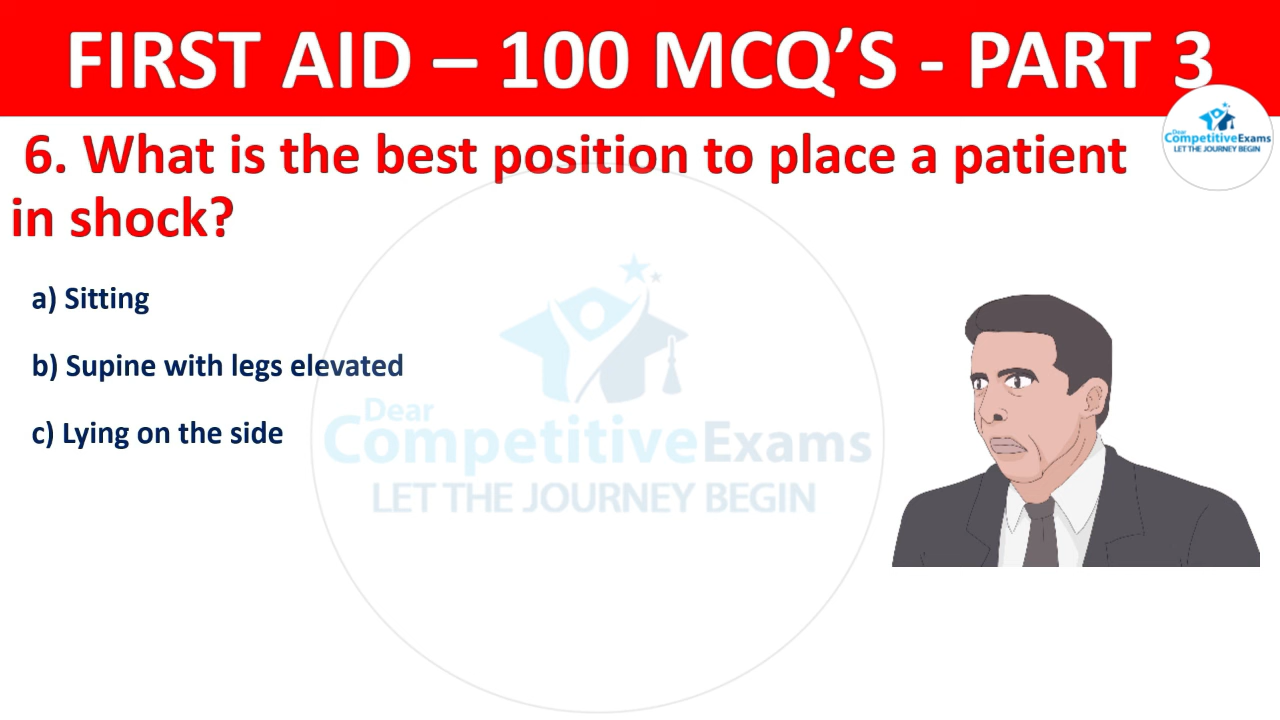 FIRST AID – 100 MCQ’S - PART 3
Dear
CompetitiveExams
LET THE JOURNEY BEGIN
6. What is the best position to place a patient
in shock?
a) Sitting
b) Supine with legs elevated
c) Lying on the side
Dear
CompetitiveExams
LET THE JOURNEY BEGIN